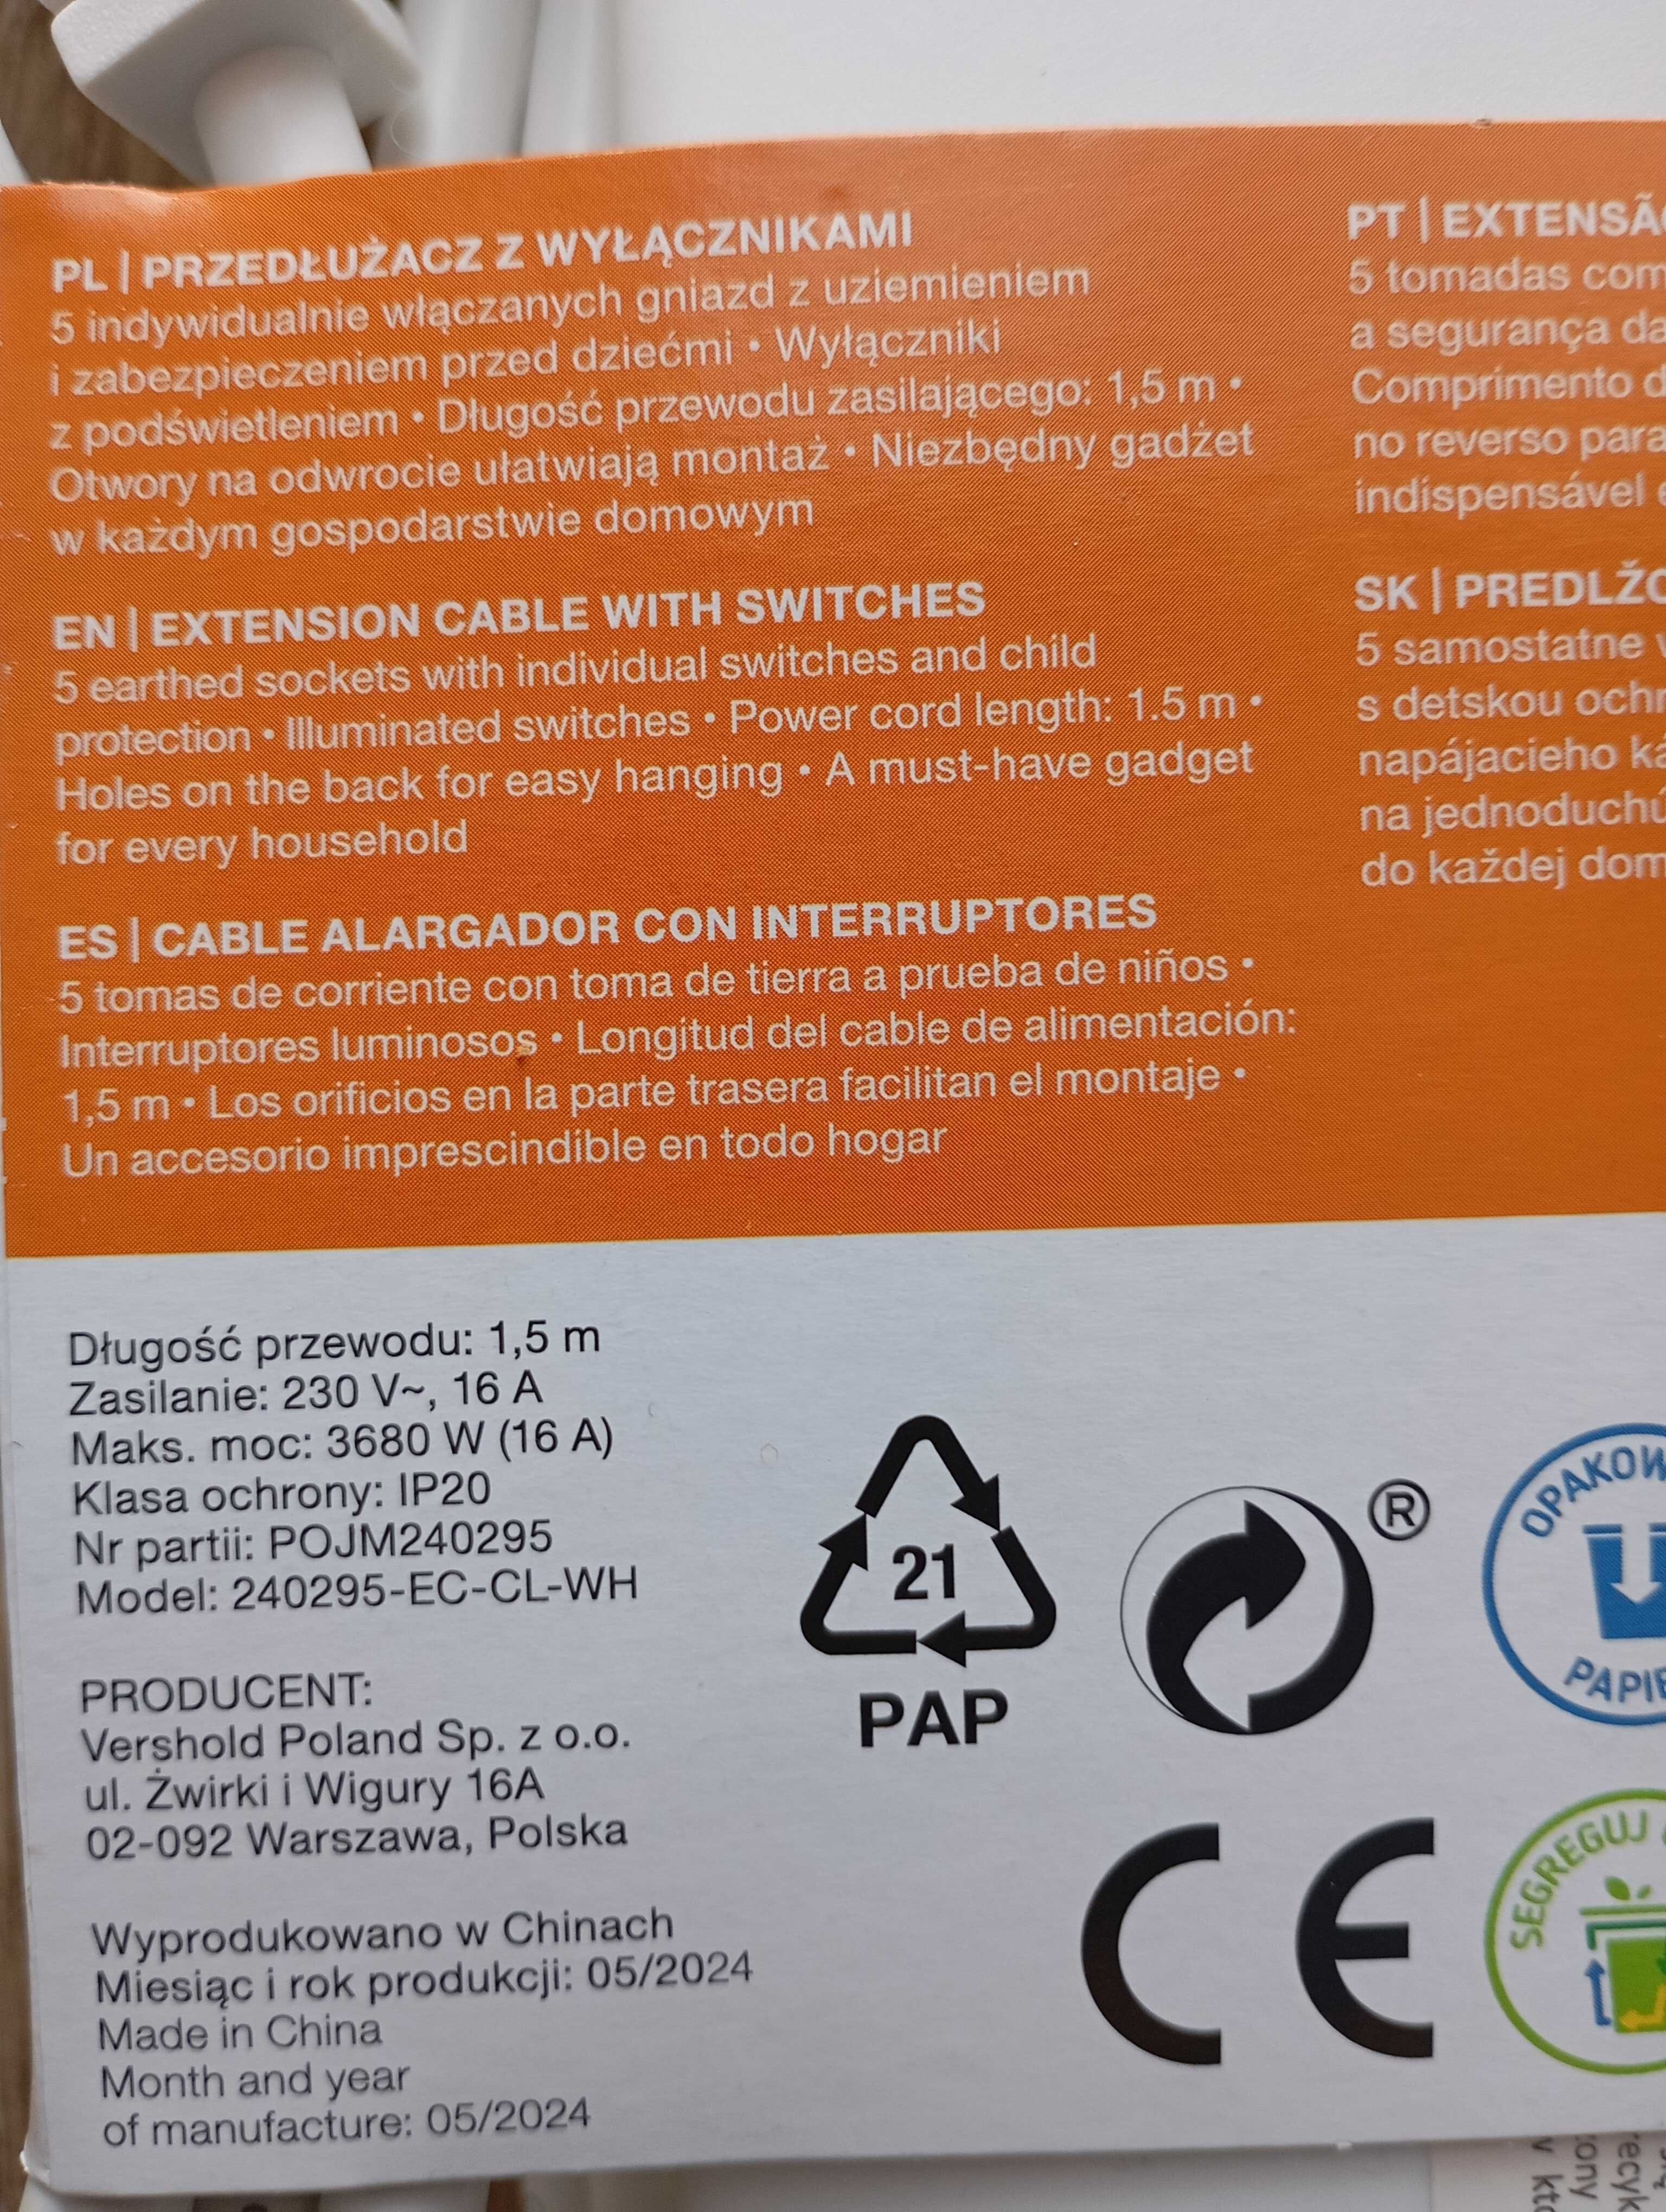 PL | PRZEDŁUŻACZ Z WYŁĄCZNIKAMI
5 indywidualnie włączanych gniazd z uziemieniem
i zabezpieczeniem przed dziećmi • Wyłączniki
z podświetleniem • Długość przewodu zasilającego: 1,5 m •
Otwory na odwrocie ułatwiają montaż • Niezbędny gadżet
w każdym gospodarstwie domowym
EN | EXTENSION CABLE WITH SWITCHES
5 earthed sockets with individual switches and child
protection • Illuminated switches • Power cord length: 1.5 m •
Holes on the back for easy hanging • A must-have gadget
for every household
ES | CABLE ALARGADOR CON INTERRUPTORES
5 tomas de corriente con toma de tierra a prueba de niños •
Interruptores luminosos • Longitud del cable de alimentación:
1,5 m • Los orificios en la parte trasera facilitan el montaje •
Un accesorio imprescindible en todo hogar
PT |
5 tomadas com
a segurança da
Comprimento
no reverso para
indispensável
SK |
5 samostatne
s detskou
napájacieho
na
do každej
Długość przewodu: 1,5 m
Zasilanie: 230 V~, 16 A
Maks. moc: 3680 W (16 A)
Klasa ochrony: IP20
Nr partii: POJM240295
Model: 240295-EC-CL-WH
PRODUCENT:
Vershold Poland Sp. z o.o.
ul. Żwirki i Wigury 16A
02-092 Warszawa, Polska
Wyprodukowano w Chinach
Miesiąc i rok produkcji: 05/2024
Made in China
Month and year
of manufacture: 05/2024
21
PAP
®
CE
SEGREGUJ